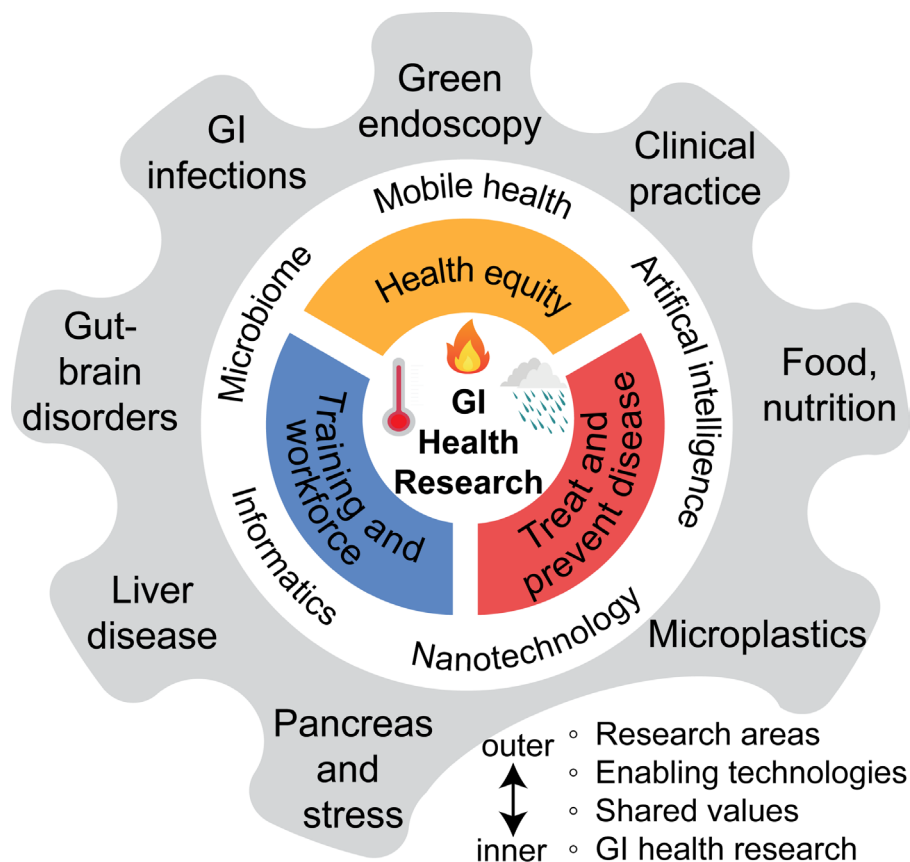 Green
endoscopy
GI
infections
Clinical
practice
Mobile health
Microbiome
Artifical intelligence
Health equity
Gut-
brain
disorders
Food,
nutrition
GI
Health
Research
Training and
workforce
Treat and
prevent disease
Informatics
Nanotechnology
Liver
disease
Microplastics
Pancreas
and
stress
outer
inner
◦ Research areas
◦ Enabling technologies
◦ Shared values
◦ GI health research